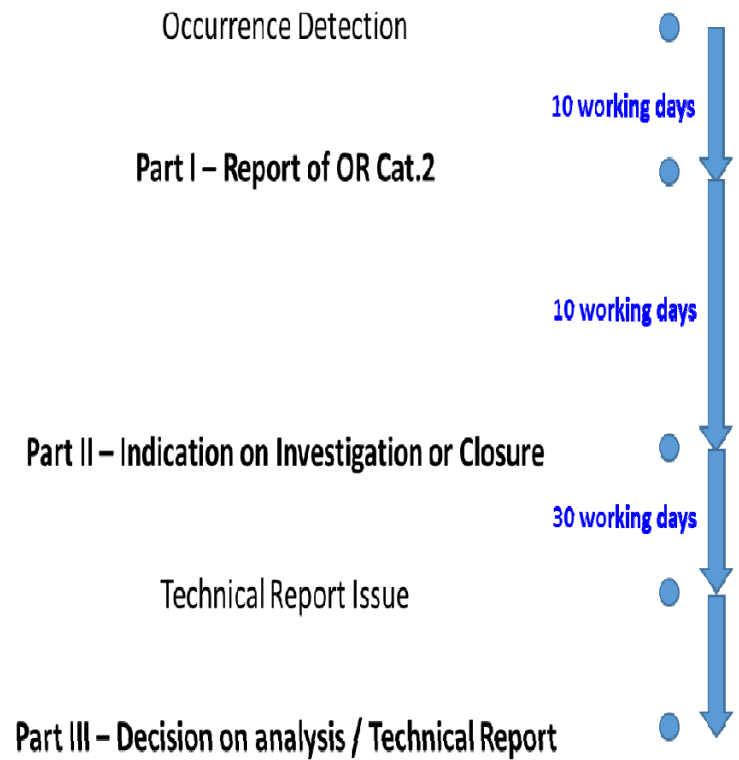 Occurrence Detection
10 working days
Part I – Report of OR Cat.2
10 working days
Part II – Indication on Investigation or Closure
30 working days
Technical Report Issue
Part III – Decision on analysis / Technical Report